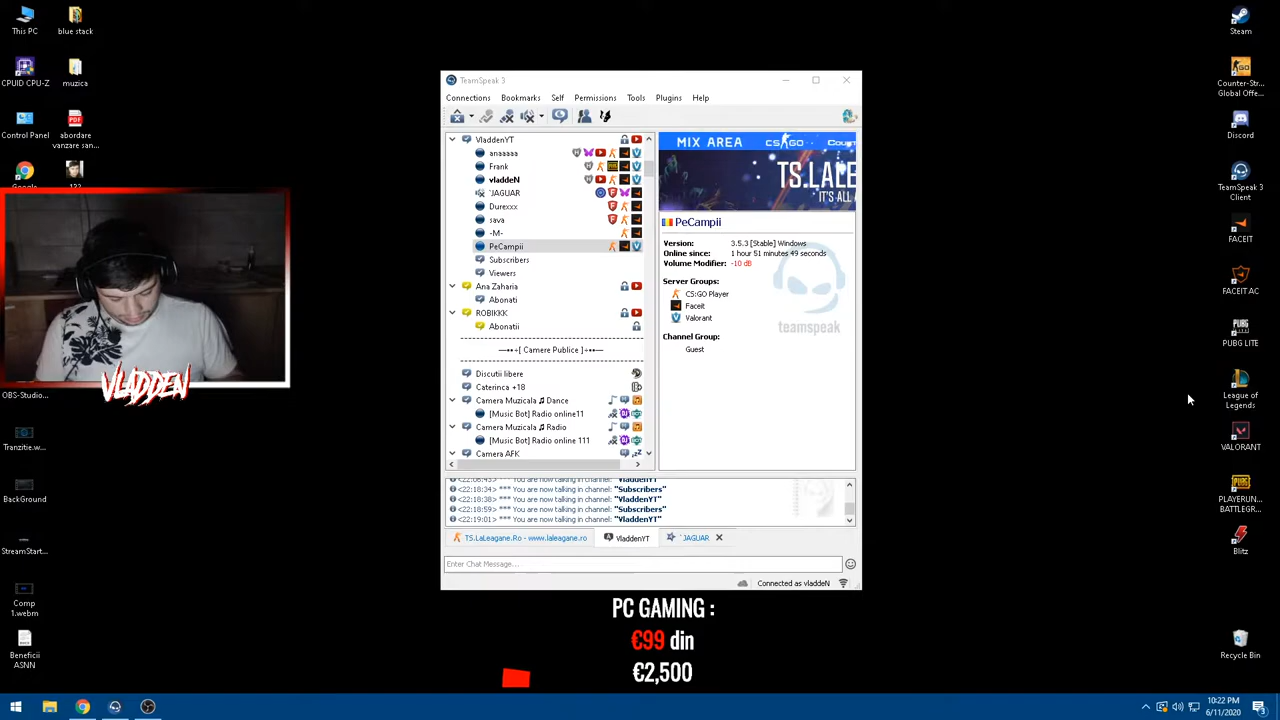 This PC
blue stack
CPUID CPU-Z
muzica
Control Panel
abordare
vanzare san...
Google
OBS-Studio...
Tranzitie.w...
BackGround
StreamStart...
Comp
1.webm
Beneficii
ASNN
VLADDEN
TeamSpeak 3
Connections Bookmarks Self Permissions Tools Plugins Help
VladdenYT
anaaaaa
Frank
vladdeN
`JAGUAR
Durexxx
sava
-M-
PeCampii
Subscribers
Viewers
Ana Zaharia
Abonati
ROBIKKK
Abonatii
[ Camere Publice ]
Discutii libere
Caterinca +18
Camera Muzicala ♫ Dance
[Music Bot] Radio online11
Camera Muzicala ♫ Radio
[Music Bot] Radio online 111
Camera AFK
MIX AREA CS:GO
TS.LALE
IT'S ALL
PeCampii
Version: 3.5.3 [Stable] Windows
Online since: 1 hour 51 minutes 49 seconds
Volume Modifier: -10 dB
Server Groups:
CS:GO Player
Faceit
Valorant
Channel Group:
Guest
teamspeak
<22:18:34> *** You are now talking in channel: "Subscribers"
<22:18:38> *** You are now talking in channel: "VladdenYT"
<22:18:59> *** You are now talking in channel: "Subscribers"
<22:19:01> *** You are now talking in channel: "VladdenYT"
TS.LaLeagane.Ro - www.laleagane.ro
VladdenYT
`JAGUAR
Enter Chat Message...
Connected as vladdeN
PC GAMING :
€99 din
€2,500
Steam
Counter-Str...
Global Offe...
Discord
TeamSpeak 3
Client
FACEIT
FACEIT AC
PUBG LITE
League of
Legends
VALORANT
PLAYERUN...
BATTLEGR...
Blitz
Recycle Bin
10:22 PM
6/11/2020